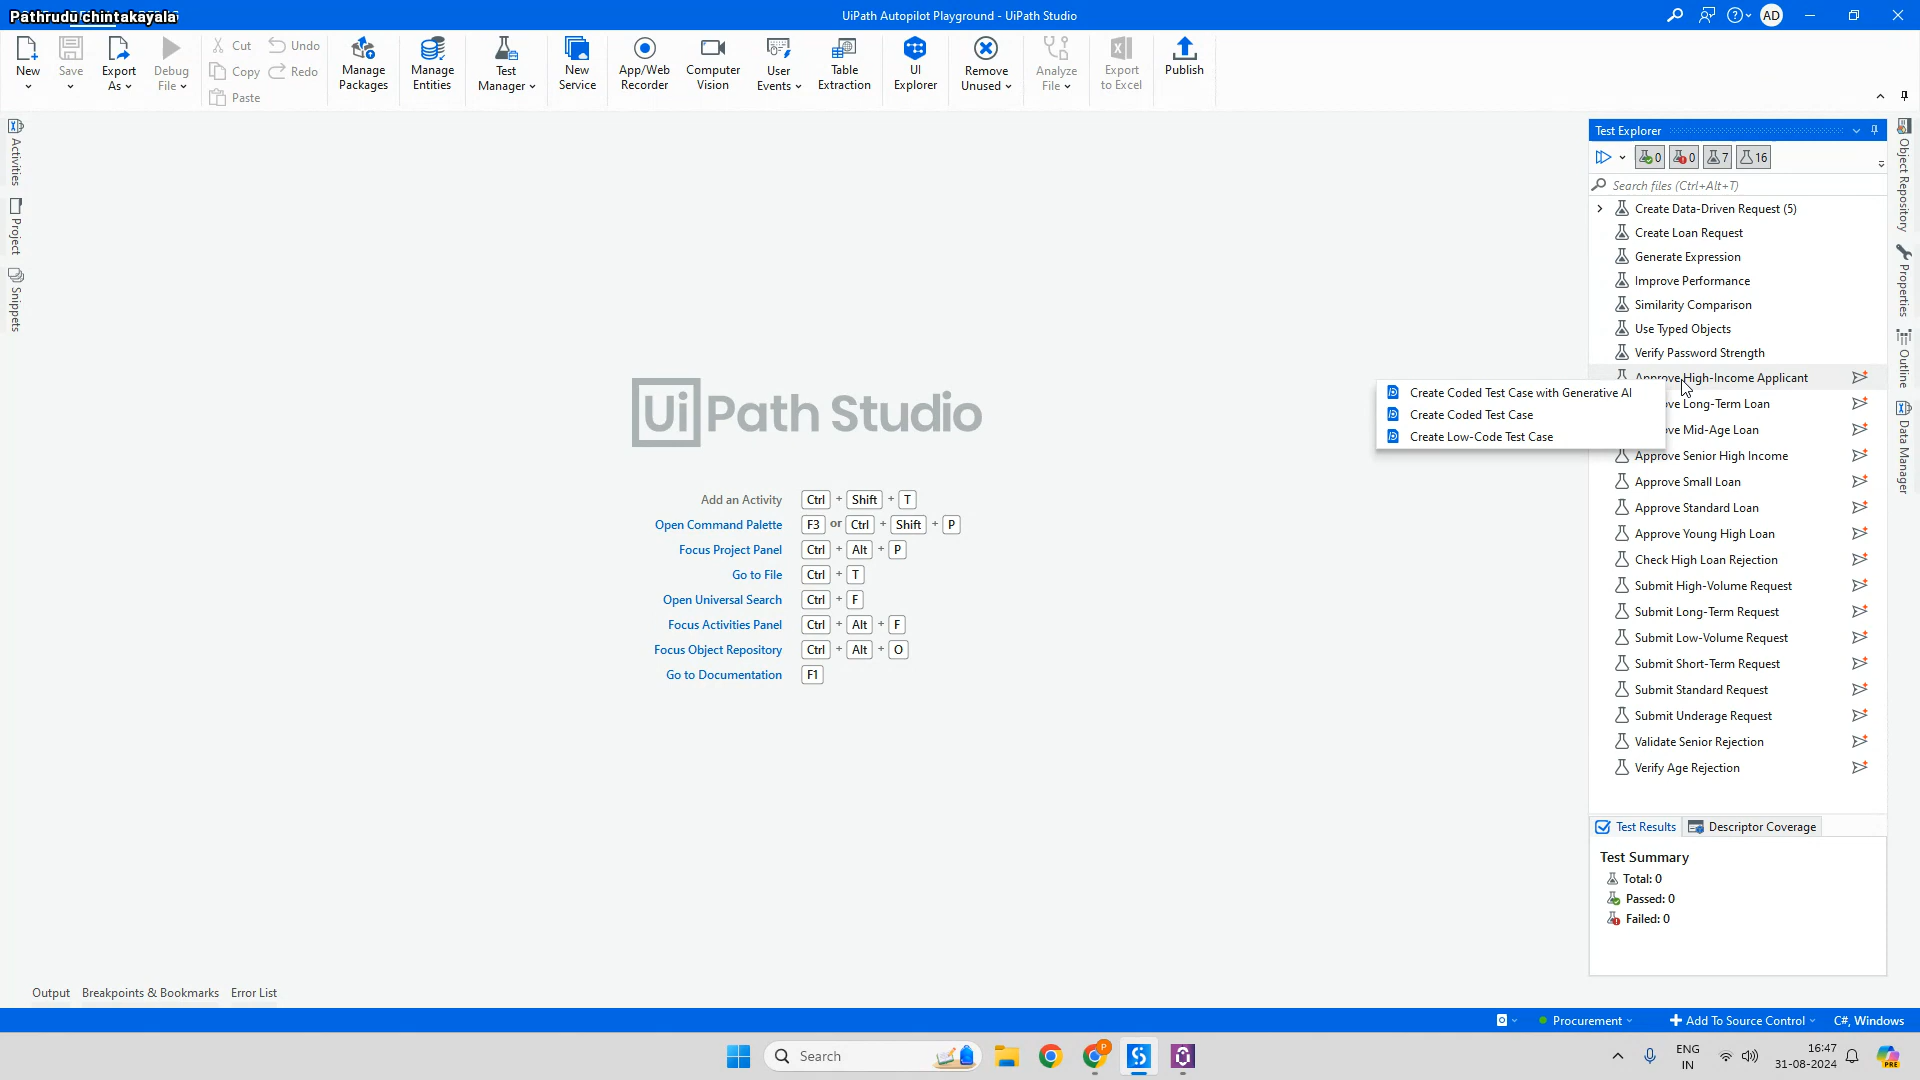 Pathrudu chintakayala
UiPath Autopilot Playground - UiPath Studio
AD
New
Save
Export As
Debug File
Cut
Copy
Paste
Undo
Redo
Manage Packages
Manage Entities
Test Manager
New Service
App/Web Recorder
Computer Vision
User Events
Table Extraction
UI Explorer
Remove Unused
Analyze File
Export to Excel
Publish
Activities
Project
Snippets
UiPath Studio
Add an Activity Ctrl + Shift + T
Open Command Palette F3 or Ctrl + Shift + P
Focus Project Panel Ctrl + Alt + P
Go to File Ctrl + T
Open Universal Search Ctrl + F
Focus Activities Panel Ctrl + Alt + F
Focus Object Repository Ctrl + Alt + O
Go to Documentation F1
Create Coded Test Case with Generative AI
Create Coded Test Case
Create Low-Code Test Case
Test Explorer
0 0 7 16
Search files (Ctrl+Alt+T)
Create Data-Driven Request (5)
Create Loan Request
Generate Expression
Improve Performance
Similarity Comparison
Use Typed Objects
Verify Password Strength
Approve High-Income Applicant
ve Long-Term Loan
ve Mid-Age Loan
Approve Senior High Income
Approve Small Loan
Approve Standard Loan
Approve Young High Loan
Check High Loan Rejection
Submit High-Volume Request
Submit Long-Term Request
Submit Low-Volume Request
Submit Short-Term Request
Submit Standard Request
Submit Underage Request
Validate Senior Rejection
Verify Age Rejection
Test Results
Descriptor Coverage
Test Summary
Total: 0
Passed: 0
Failed: 0
Object Repository
Properties
Outline
Data Manager
Output
Breakpoints & Bookmarks
Error List
Procurement
Add To Source Control
C#, Windows
Search
P
ENG
IN
16:47
31-08-2024
PRE